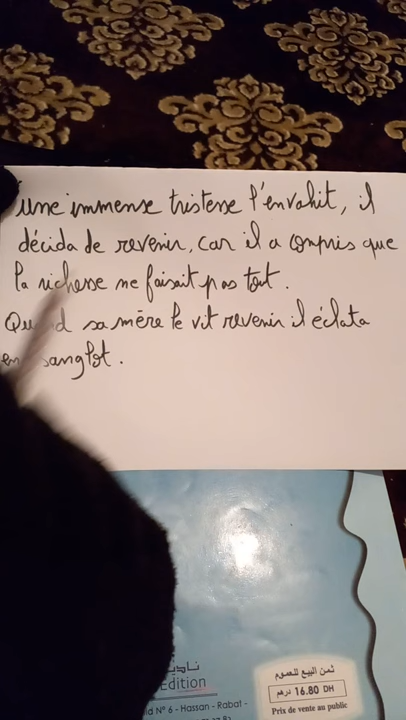 une immense tristesse l'envahit, il
décida de revenir, car il a compris que
la richesse ne faisait pas tout.
Quand sa mère le vit revenir il éclata
en sanglot.
نادية
Edition
N° 6 - Hassan - Rabat -
ثمن البيع للعموم
16.80 DH درهم
Prix de vente au public